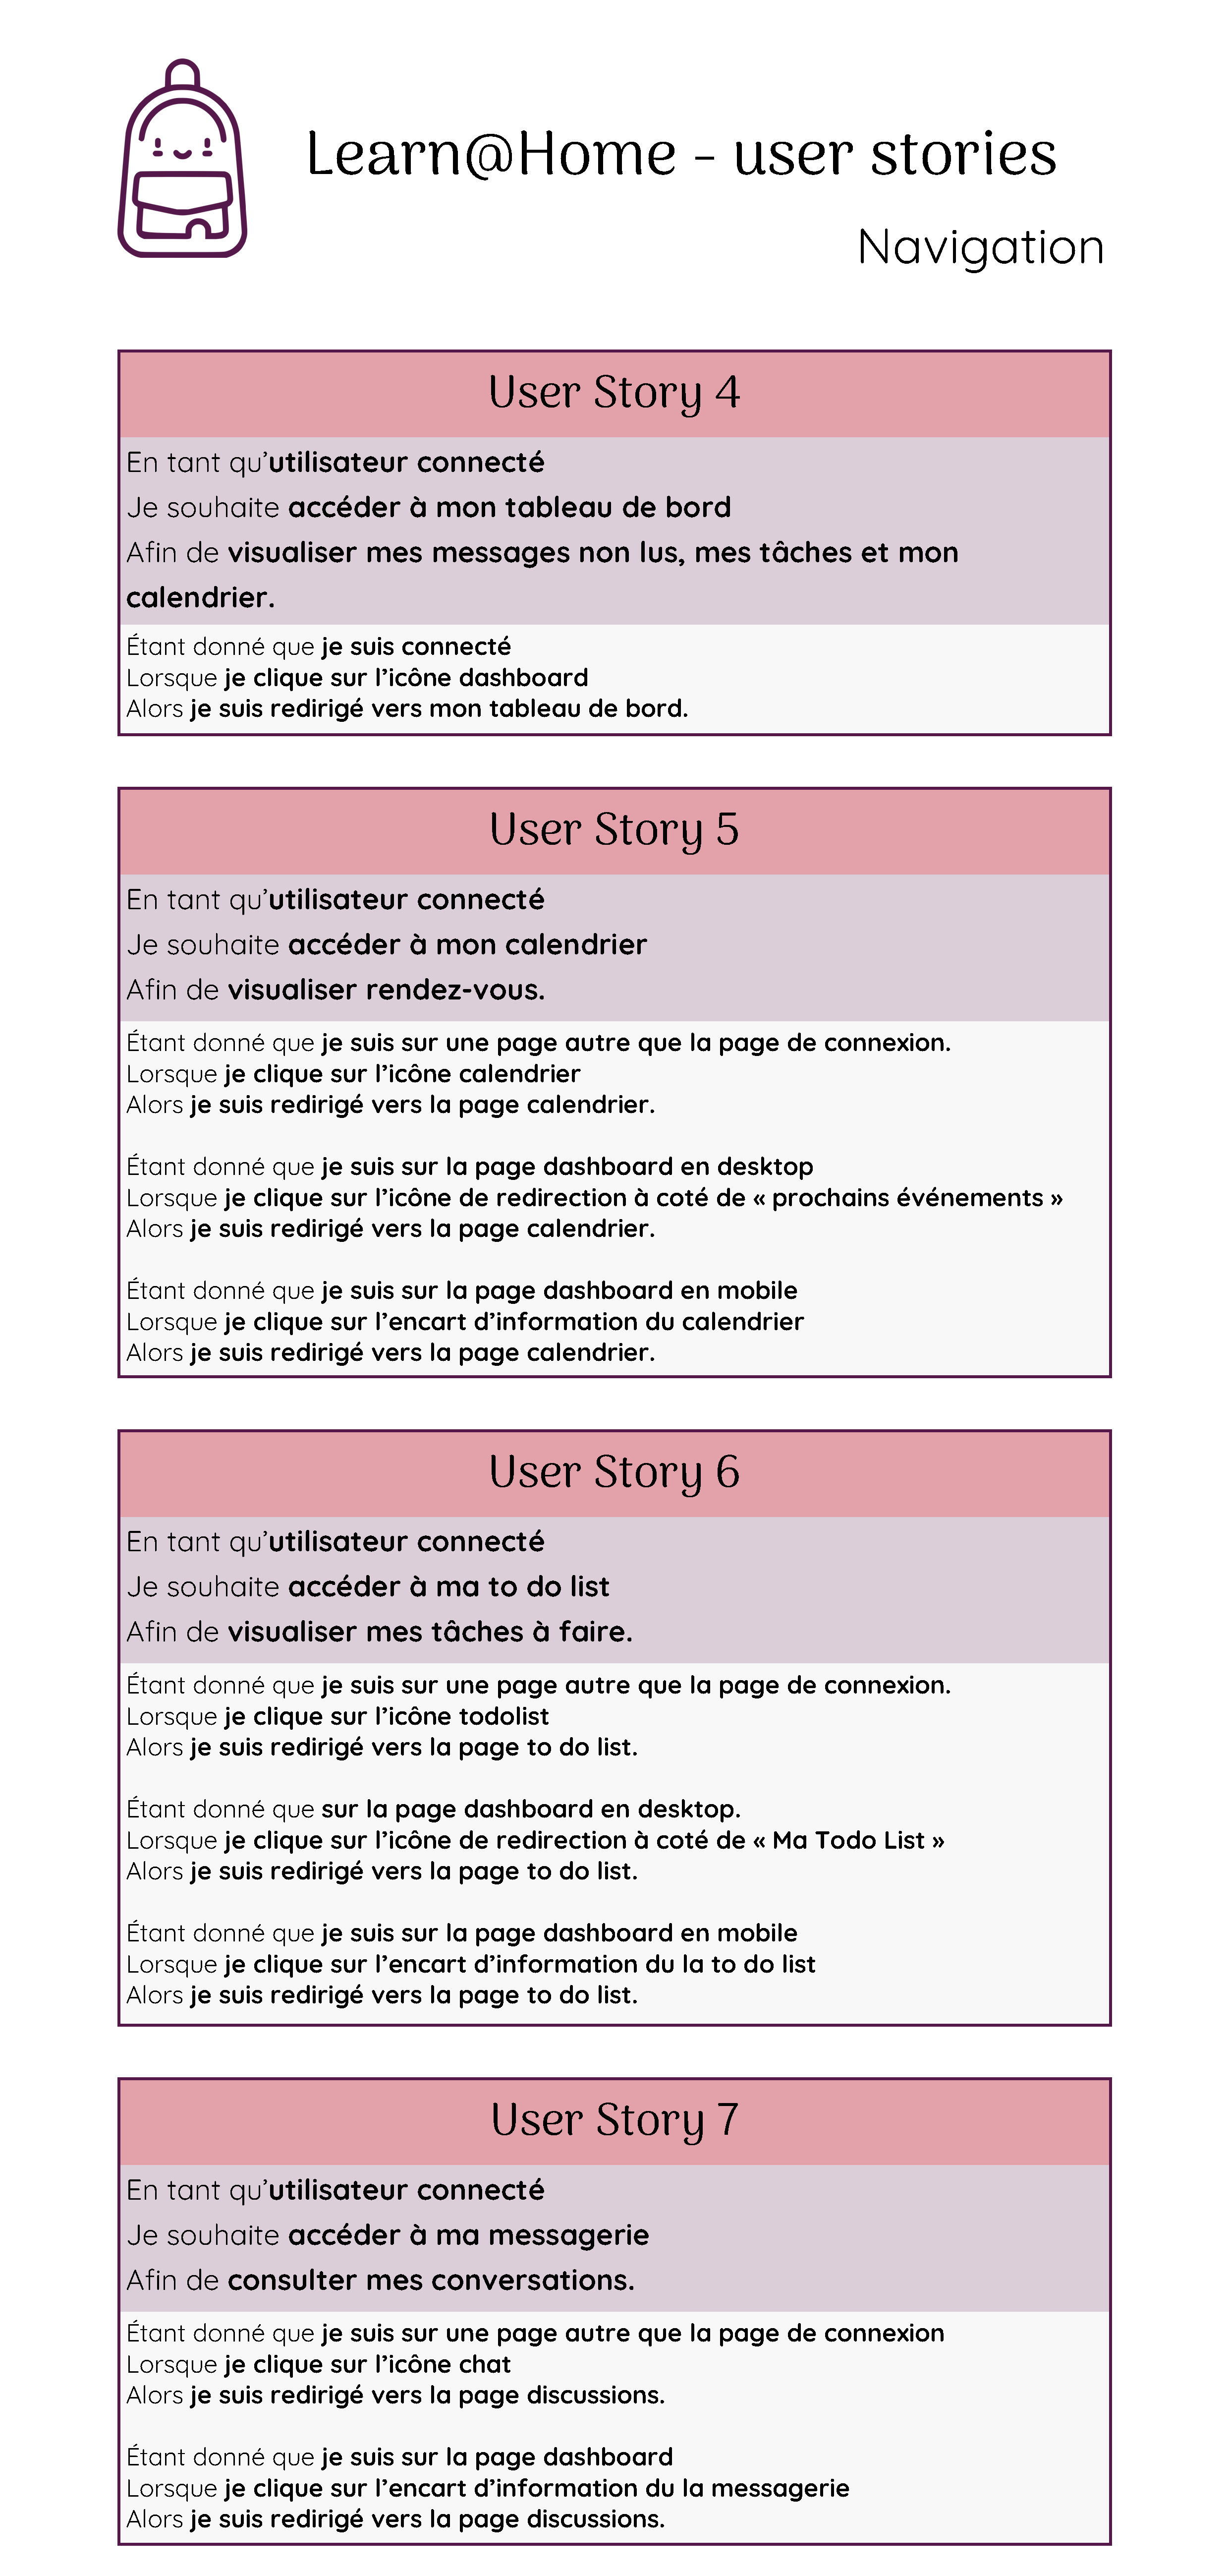 Learn@Home - user stories
Navigation
User Story 4
En tant qu’utilisateur connecté
Je souhaite accéder à mon tableau de bord
Afin de visualiser mes messages non lus, mes tâches et mon
calendrier.
Étant donné que je suis connecté
Lorsque je clique sur l’icône dashboard
Alors je suis redirigé vers mon tableau de bord.
User Story 5
En tant qu’utilisateur connecté
Je souhaite accéder à mon calendrier
Afin de visualiser rendez-vous.
Étant donné que je suis sur une page autre que la page de connexion.
Lorsque je clique sur l’icône calendrier
Alors je suis redirigé vers la page calendrier.
Étant donné que je suis sur la page dashboard en desktop
Lorsque je clique sur l’icône de redirection à coté de « prochains événements »
Alors je suis redirigé vers la page calendrier.
Étant donné que je suis sur la page dashboard en mobile
Lorsque je clique sur l’encart d’information du calendrier
Alors je suis redirigé vers la page calendrier.
User Story 6
En tant qu’utilisateur connecté
Je souhaite accéder à ma to do list
Afin de visualiser mes tâches à faire.
Étant donné que je suis sur une page autre que la page de connexion.
Lorsque je clique sur l’icône todolist
Alors je suis redirigé vers la page to do list.
Étant donné que sur la page dashboard en desktop.
Lorsque je clique sur l’icône de redirection à coté de « Ma Todo List »
Alors je suis redirigé vers la page to do list.
Étant donné que je suis sur la page dashboard en mobile
Lorsque je clique sur l’encart d’information du la to do list
Alors je suis redirigé vers la page to do list.
User Story 7
En tant qu’utilisateur connecté
Je souhaite accéder à ma messagerie
Afin de consulter mes conversations.
Étant donné que je suis sur une page autre que la page de connexion
Lorsque je clique sur l’icône chat
Alors je suis redirigé vers la page discussions.
Étant donné que je suis sur la page dashboard
Lorsque je clique sur l’encart d’information du la messagerie
Alors je suis redirigé vers la page discussions.